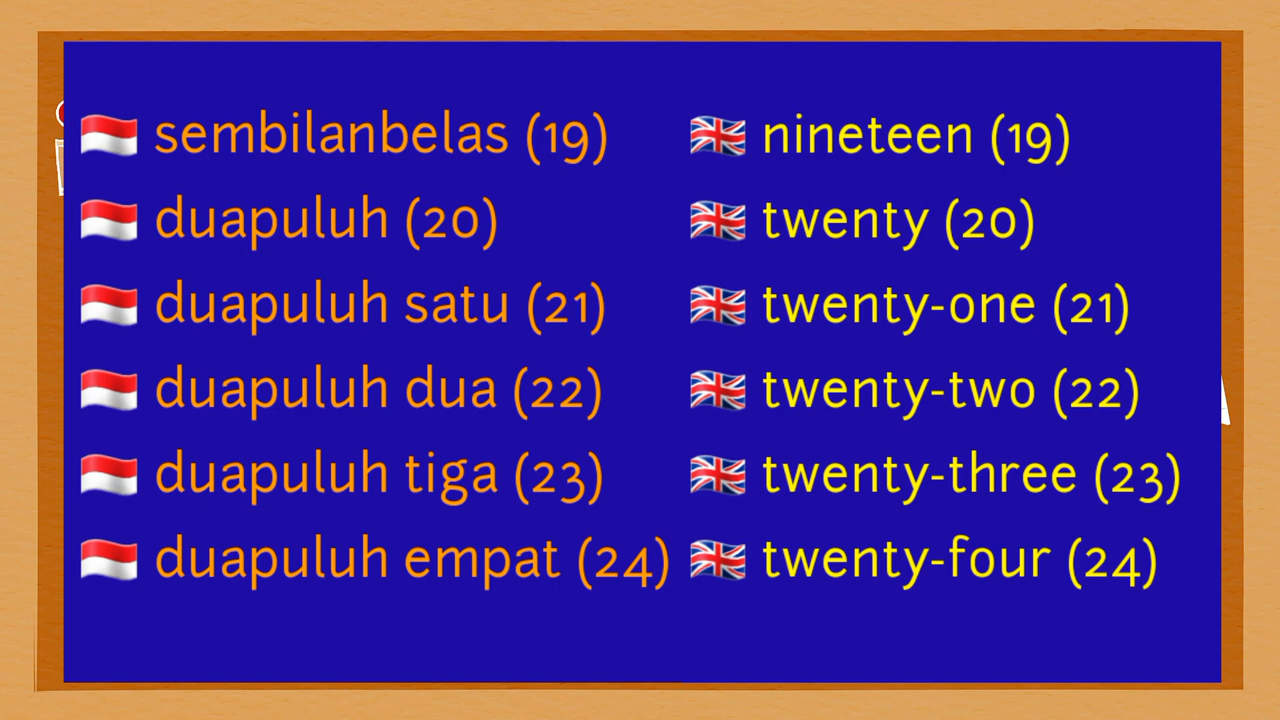 sembilanbelas (19) nineteen (19)
duapuluh (20) twenty (20)
duapuluh satu (21) twenty-one (21)
duapuluh dua (22) twenty-two (22)
duapuluh tiga (23) twenty-three (23)
duapuluh empat (24) twenty-four (24)